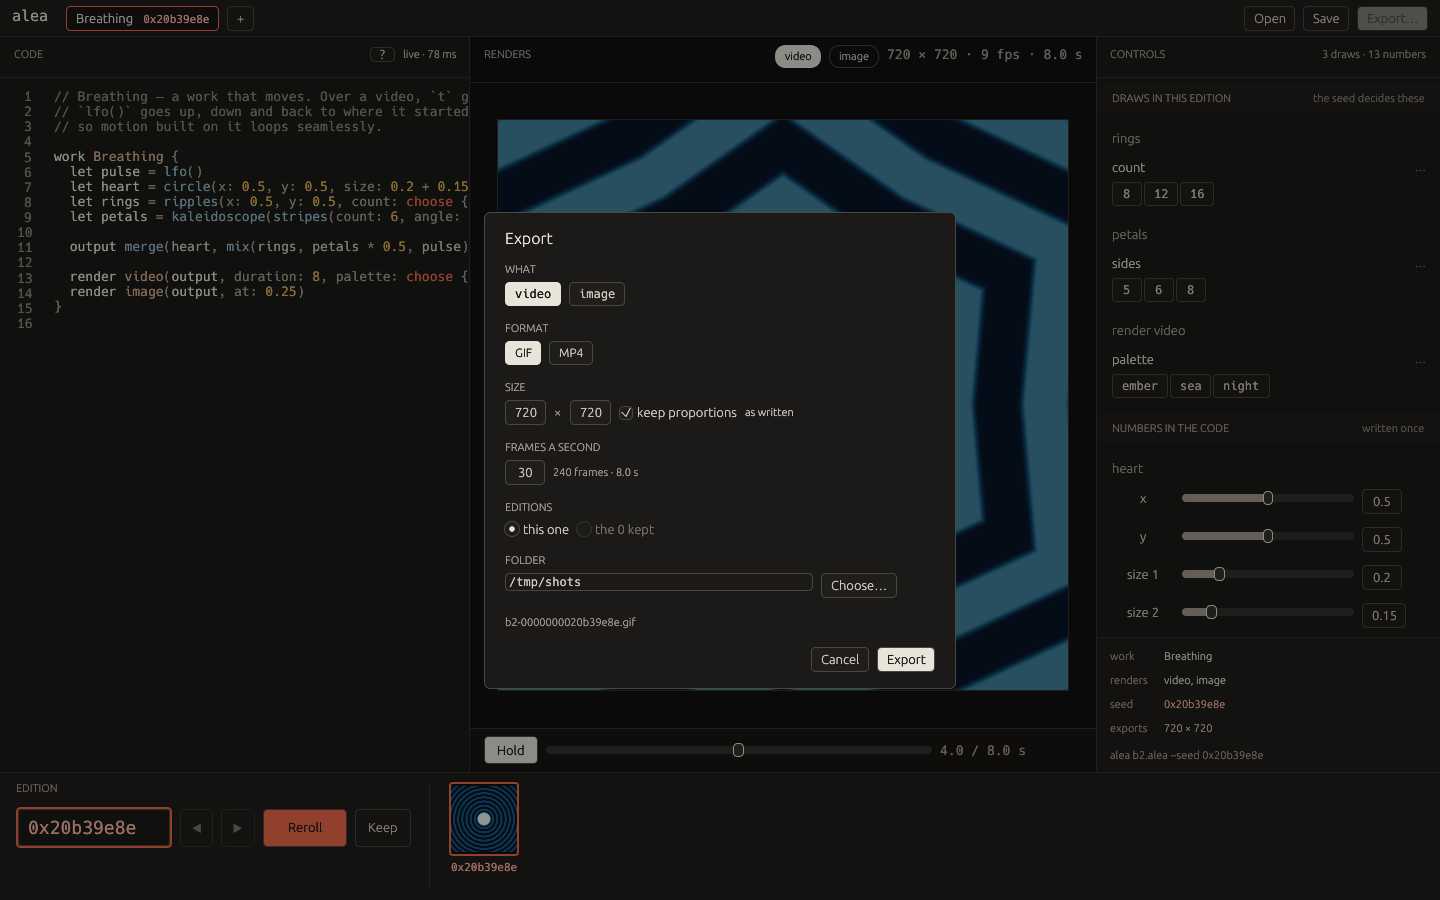 alea
Breathing 0x20b39e8e
+
Open
Save
Export...
CODE
?
live · 78 ms
RENDERS
video
image
720 × 720 · 9 fps · 8.0 s
CONTROLS
3 draws · 13 numbers
1 // Breathing — a work that moves. Over a video, `t` g
2 // `lfo()` goes up, down and back to where it started
3 // so motion built on it loops seamlessly.
4
5 work Breathing {
6 let pulse = lfo()
7 let heart = circle(x: 0.5, y: 0.5, size: 0.2 + 0.15
8 let rings = ripples(x: 0.5, y: 0.5, count: choose {
9 let petals = kaleidoscope(stripes(count: 6, angle:
10
11 output merge(heart, mix(rings, petals * 0.5, pulse)
12
13 render video(output, duration: 8, palette: choose {
14 render image(output, at: 0.25)
15 }
16
Export
WHAT
video
image
FORMAT
GIF
MP4
SIZE
720 × 720 keep proportions as written
FRAMES A SECOND
30 240 frames · 8.0 s
EDITIONS
this one the 0 kept
FOLDER
/tmp/shots
Choose...
b2-0000000020b39e8e.gif
Cancel
Export
Hold
4.0 / 8.0 s
DRAWS IN THIS EDITION the seed decides these
rings
count ...
8 12 16
petals
sides ...
5 6 8
render video
palette ...
ember sea night
NUMBERS IN THE CODE written once
heart
x 0.5
y 0.5
size 1 0.2
size 2 0.15
work Breathing
renders video, image
seed 0x20b39e8e
exports 720 × 720
alea b2.alea --seed 0x20b39e8e
EDITION
0x20b39e8e
◀
▶
Reroll
Keep
0x20b39e8e